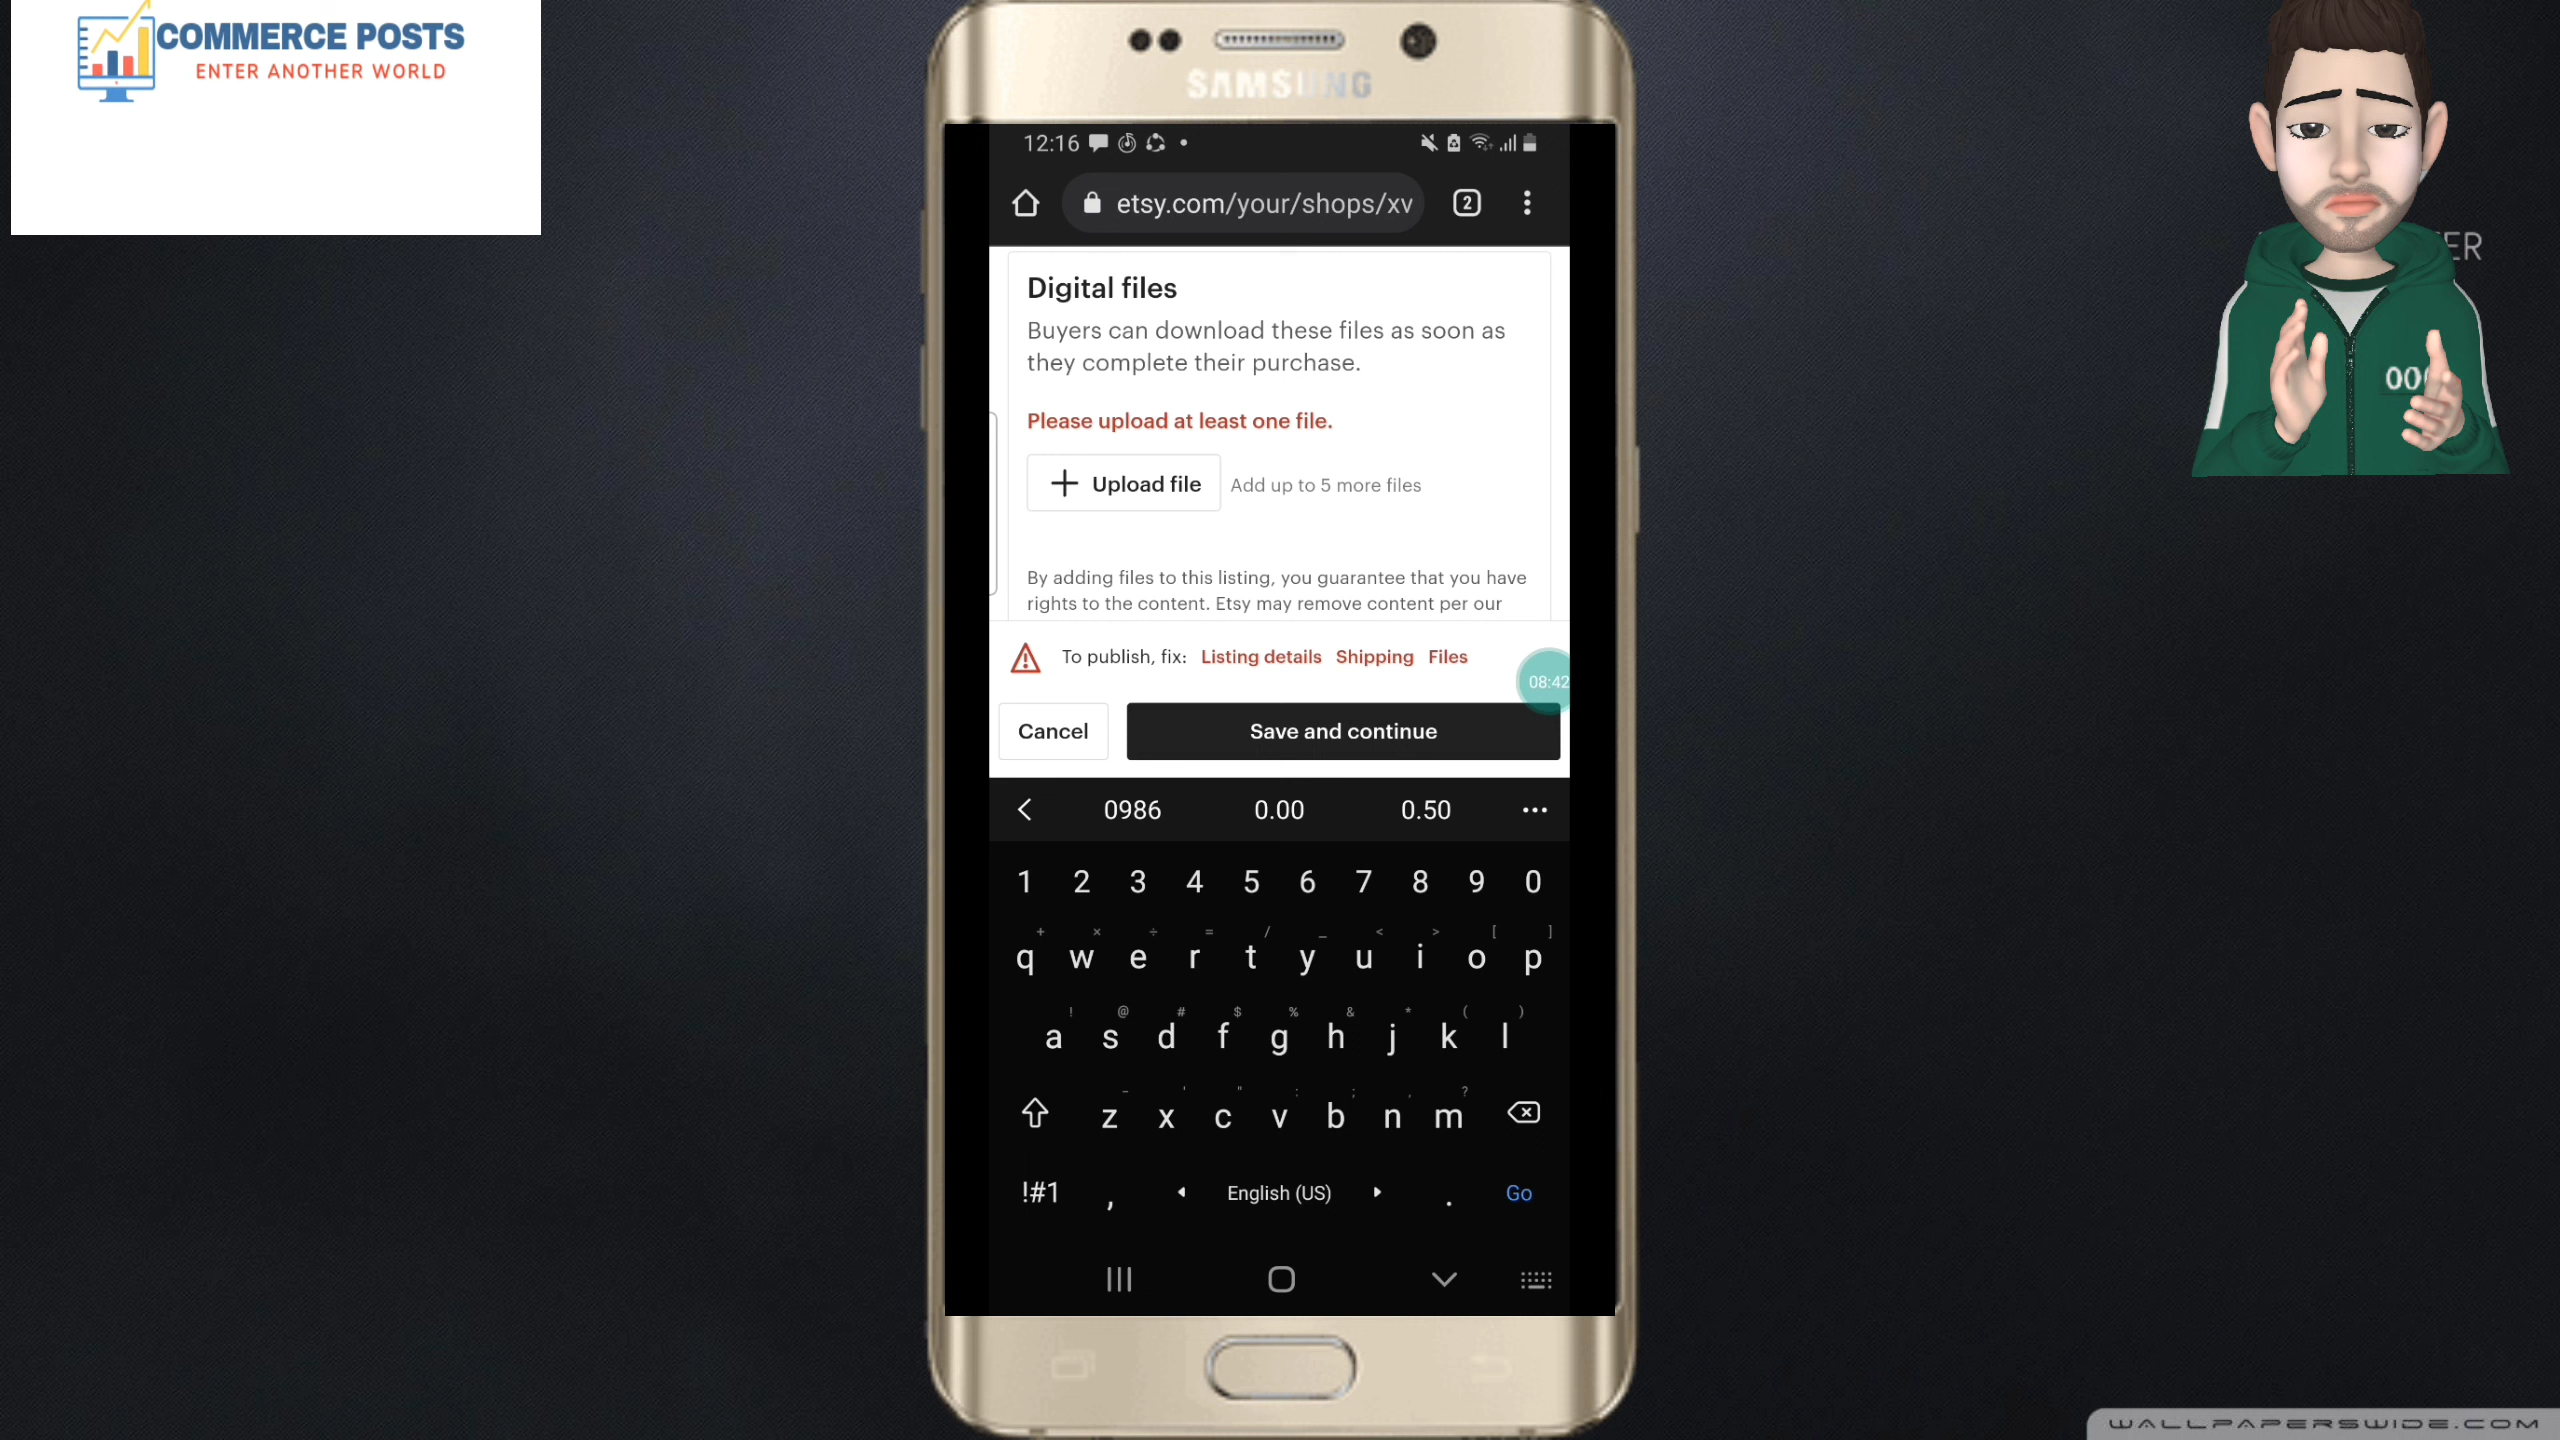 COMMERCE POSTS
ENTER ANOTHER WORLD
SAMSUNG
12:16
etsy.com/your/shops/xv
2
Digital files
Buyers can download these files as soon as
they complete their purchase.
Please upload at least one file.
+ Upload file Add up to 5 more files
By adding files to this listing, you guarantee that you have
rights to the content. Etsy may remove content per our
To publish, fix: Listing details Shipping Files
08:42
Cancel Save and continue
0986 0.00 0.50 ...
1 2 3 4 5 6 7 8 9 0
+ × ÷ = / _ < > [ ]
q w e r t y u i o p
! @ # $ % & * ( )
a s d f g h j k l
- ' " : ; , ?
z x c v b n m
!#1 , English (US) . Go
00
ER
WALLPAPERSWIDE.COM